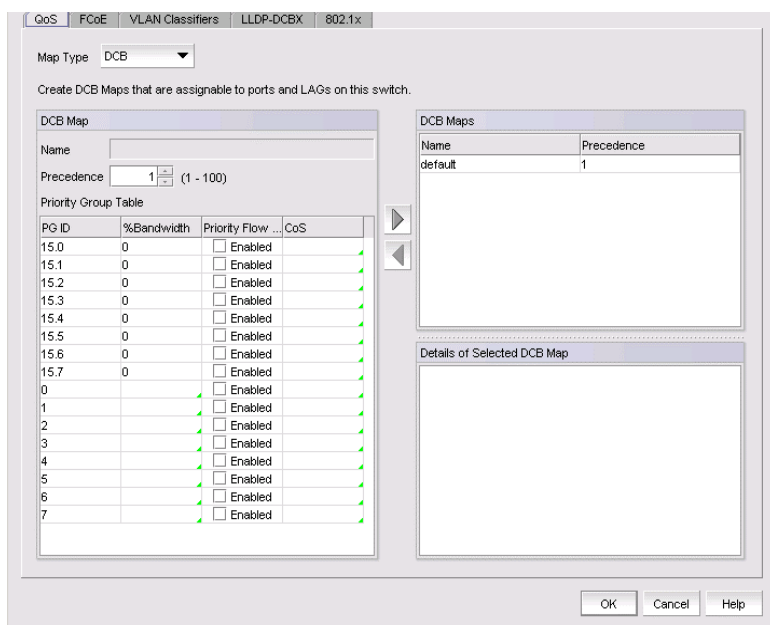 QoS FCoE VLAN Classifiers LLDP-DCBX 802.1x
Map Type DCB
Create DCB Maps that are assignable to ports and LAGs on this switch.
DCB Map
Name
Precedence 1 (1 - 100)
Priority Group Table
PG ID %Bandwidth Priority Flow ... CoS
15.0 0 Enabled
15.1 0 Enabled
15.2 0 Enabled
15.3 0 Enabled
15.4 0 Enabled
15.5 0 Enabled
15.6 0 Enabled
15.7 0 Enabled
0 Enabled
1 Enabled
2 Enabled
3 Enabled
4 Enabled
5 Enabled
6 Enabled
7 Enabled
DCB Maps
Name Precedence
default 1
Details of Selected DCB Map
OK Cancel Help